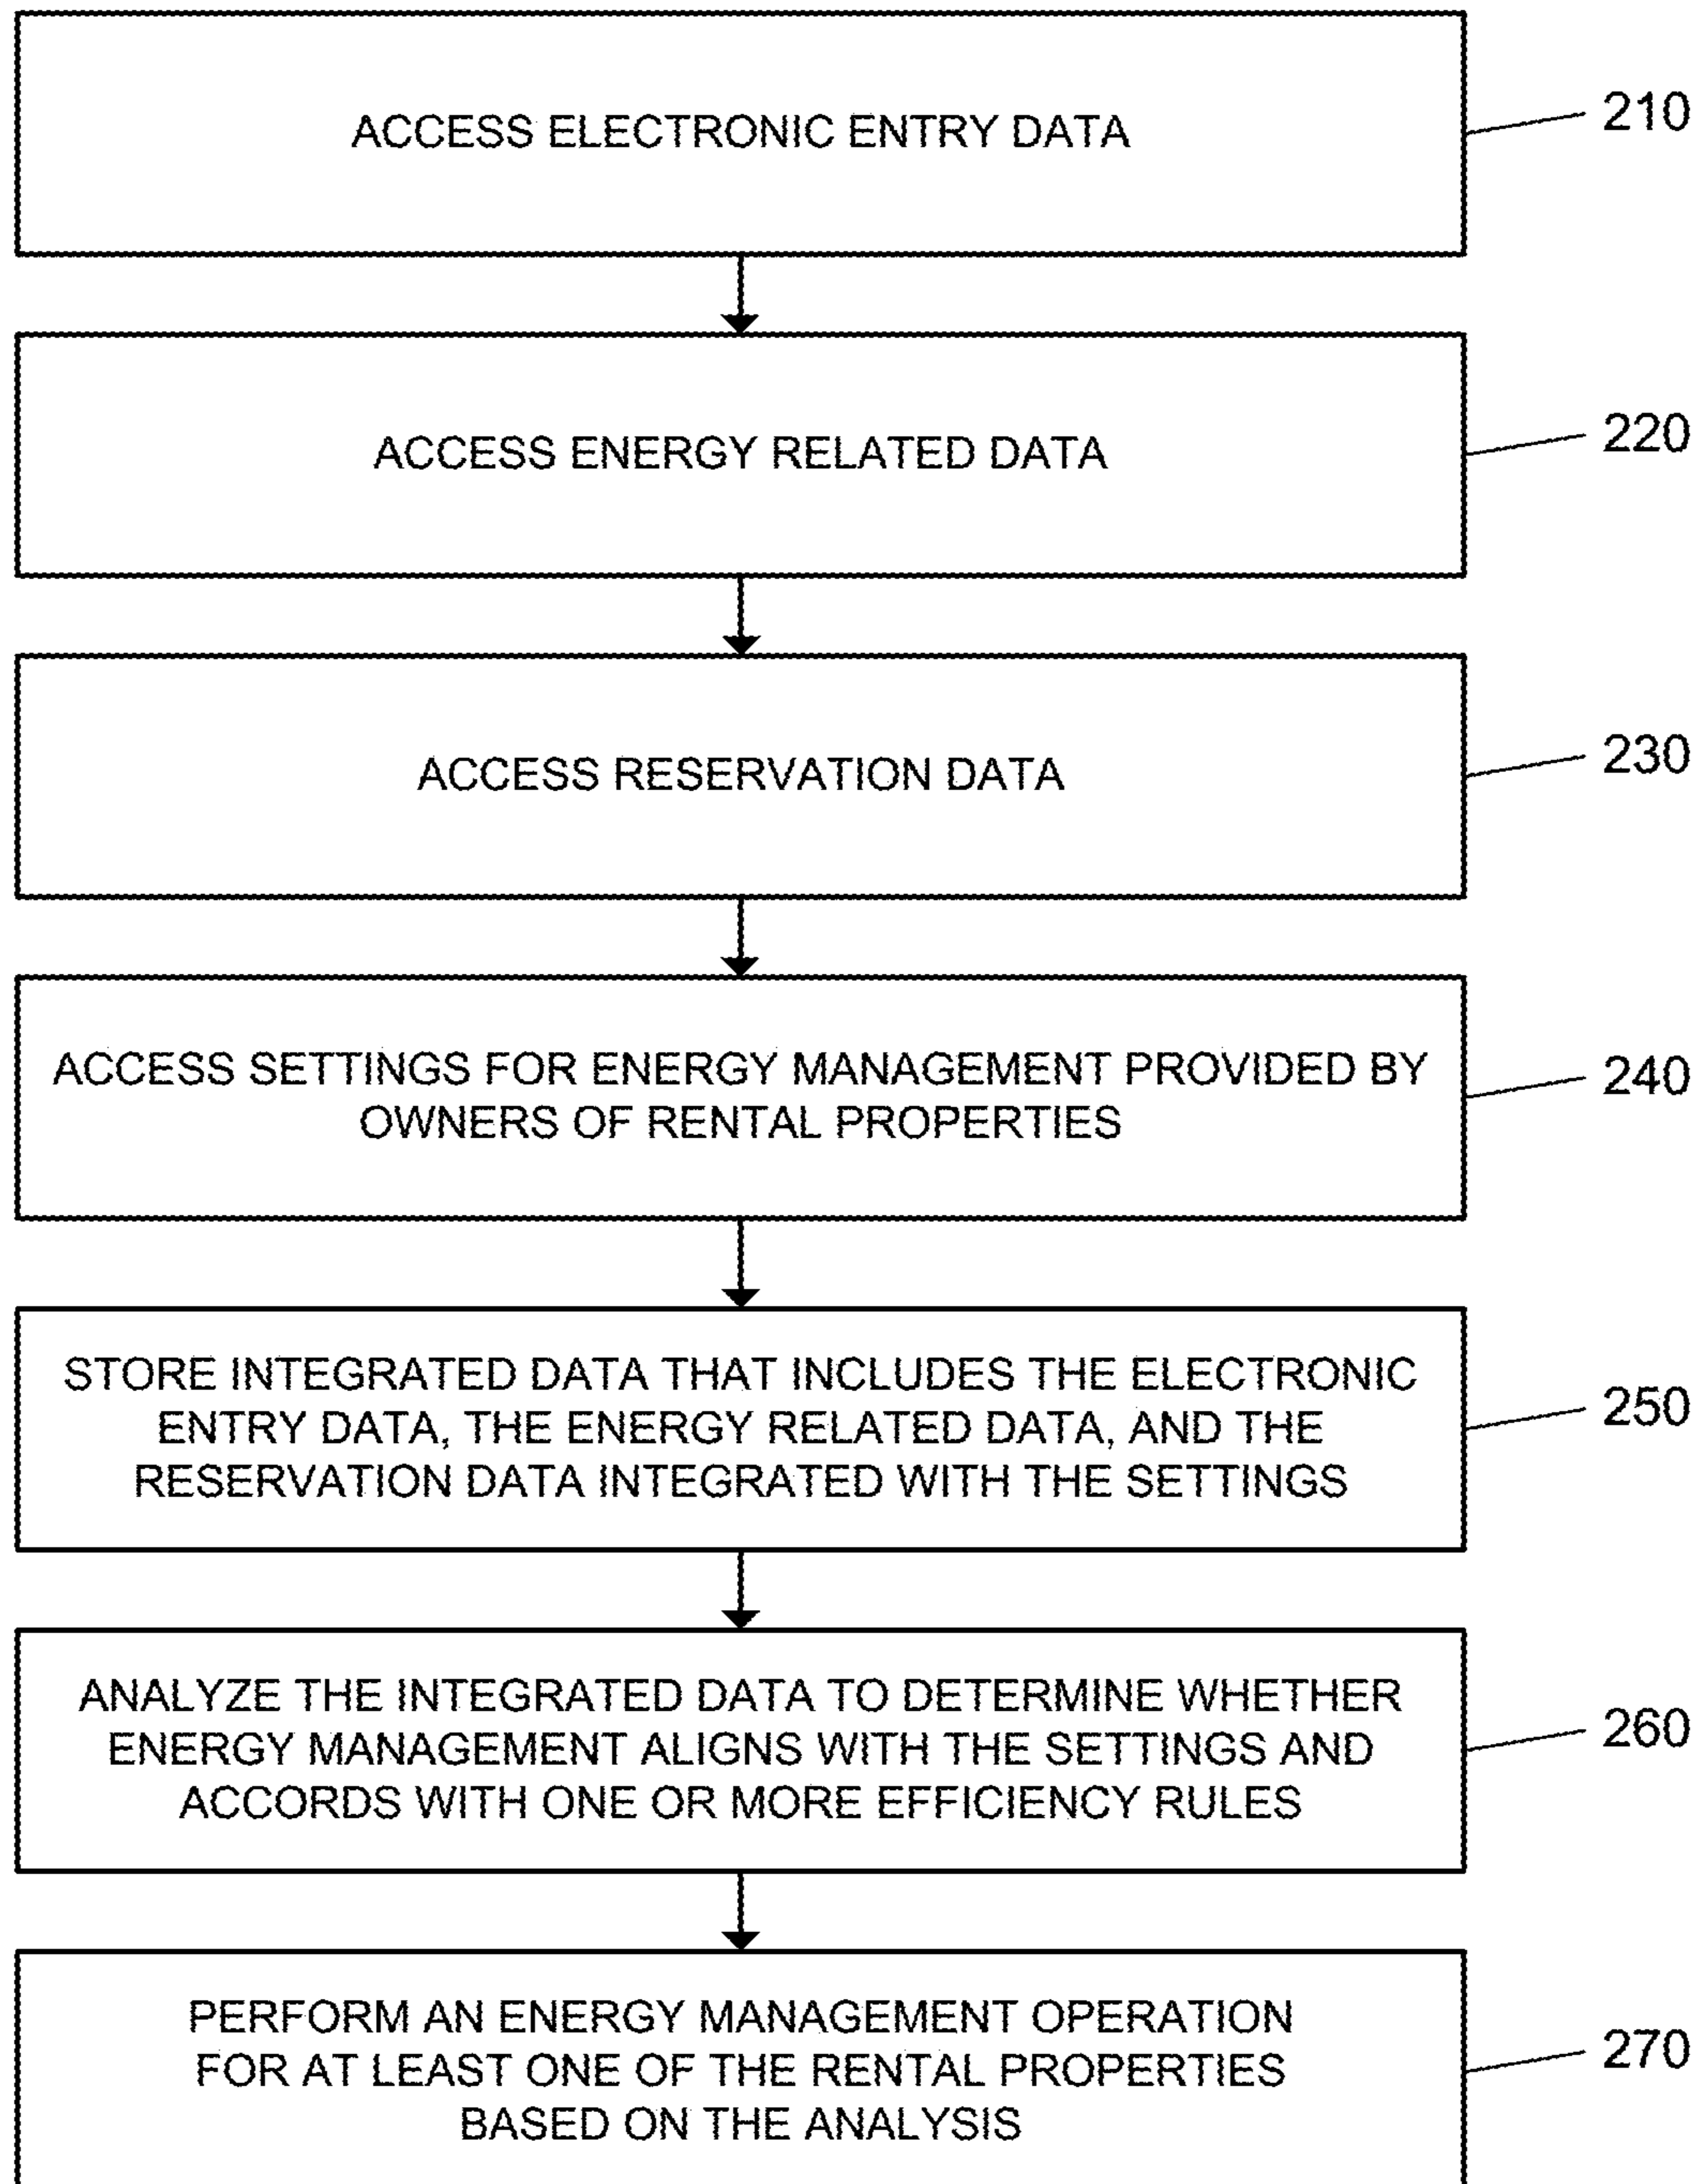 ACCESS ELECTRONIC ENTRY DATA
210
ACCESS ENERGY RELATED DATA
220
ACCESS RESERVATION DATA
230
ACCESS SETTINGS FOR ENERGY MANAGEMENT PROVIDED BY
OWNERS OF RENTAL PROPERTIES
240
STORE INTEGRATED DATA THAT INCLUDES THE ELECTRONIC
ENTRY DATA, THE ENERGY RELATED DATA, AND THE
RESERVATION DATA INTEGRATED WITH THE SETTINGS
250
ANALYZE THE INTEGRATED DATA TO DETERMINE WHETHER
ENERGY MANAGEMENT ALIGNS WITH THE SETTINGS AND
ACCORDS WITH ONE OR MORE EFFICIENCY RULES
260
PERFORM AN ENERGY MANAGEMENT OPERATION
FOR AT LEAST ONE OF THE RENTAL PROPERTIES
BASED ON THE ANALYSIS
270